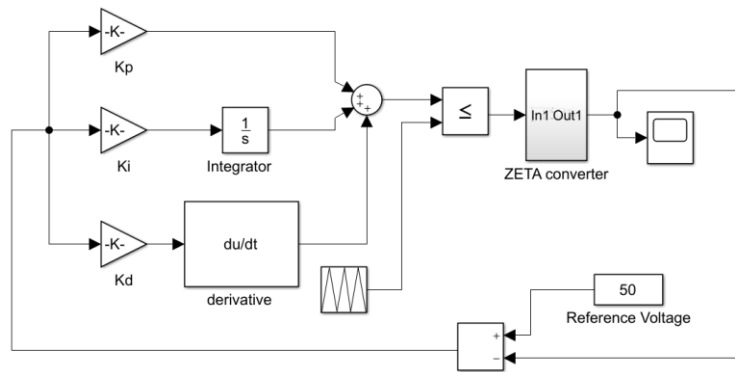 -K-
Kp
-K-
Ki
1
s
Integrator
-K-
Kd
du/dt
derivative
+
+
+
≤
In1 Out1
ZETA converter
50
Reference Voltage
+
−